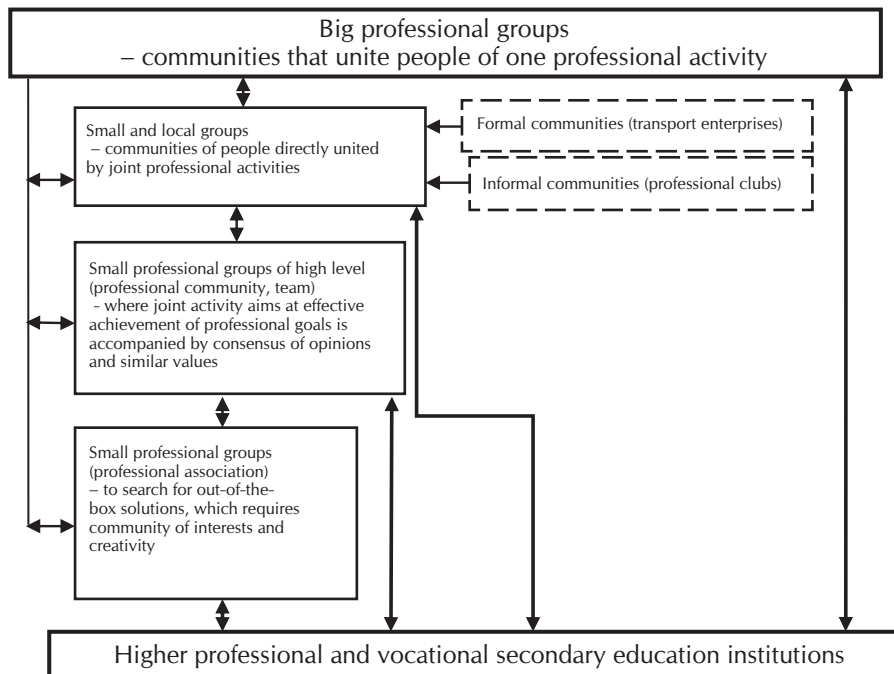 Big professional groups
– communities that unite people of one professional activity
Small and local groups
– communities of people directly united
by joint professional activities
Formal communities (transport enterprises)
Informal communities (professional clubs)
Small professional groups of high level
(professional community, team)
- where joint activity aims at effective
achievement of professional goals is
accompanied by consensus of opinions
and similar values
Small professional groups
(professional association)
– to search for out-of-the-
box solutions, which requires
community of interests and
creativity
Higher professional and vocational secondary education institutions